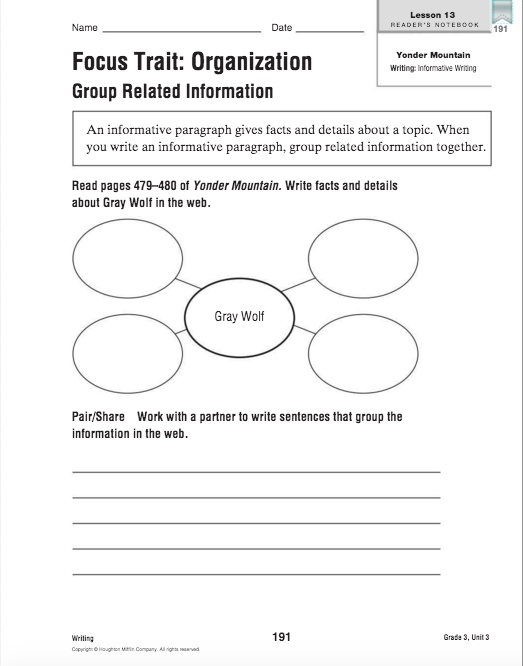 Name Date
Lesson 13
READER'S NOTEBOOK
191
Yonder Mountain
Writing: Informative Writing
Focus Trait: Organization
Group Related Information
An informative paragraph gives facts and details about a topic. When
you write an informative paragraph, group related information together.
Read pages 479–480 of Yonder Mountain. Write facts and details
about Gray Wolf in the web.
Gray Wolf
Pair/Share Work with a partner to write sentences that group the
information in the web.
Writing 191 Grade 3, Unit 3
Copyright © Houghton Mifflin Company. All rights reserved.